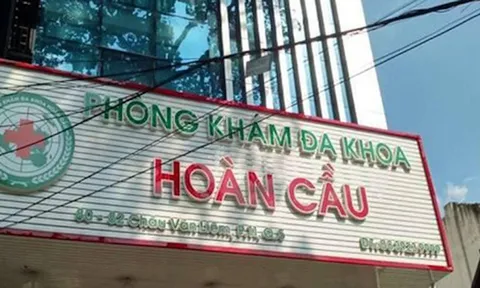 PHÒNG KHÁM ĐA KHOA
HOÀN CẦU
80 - 82 Châu Văn Liêm, P.11, Q.5